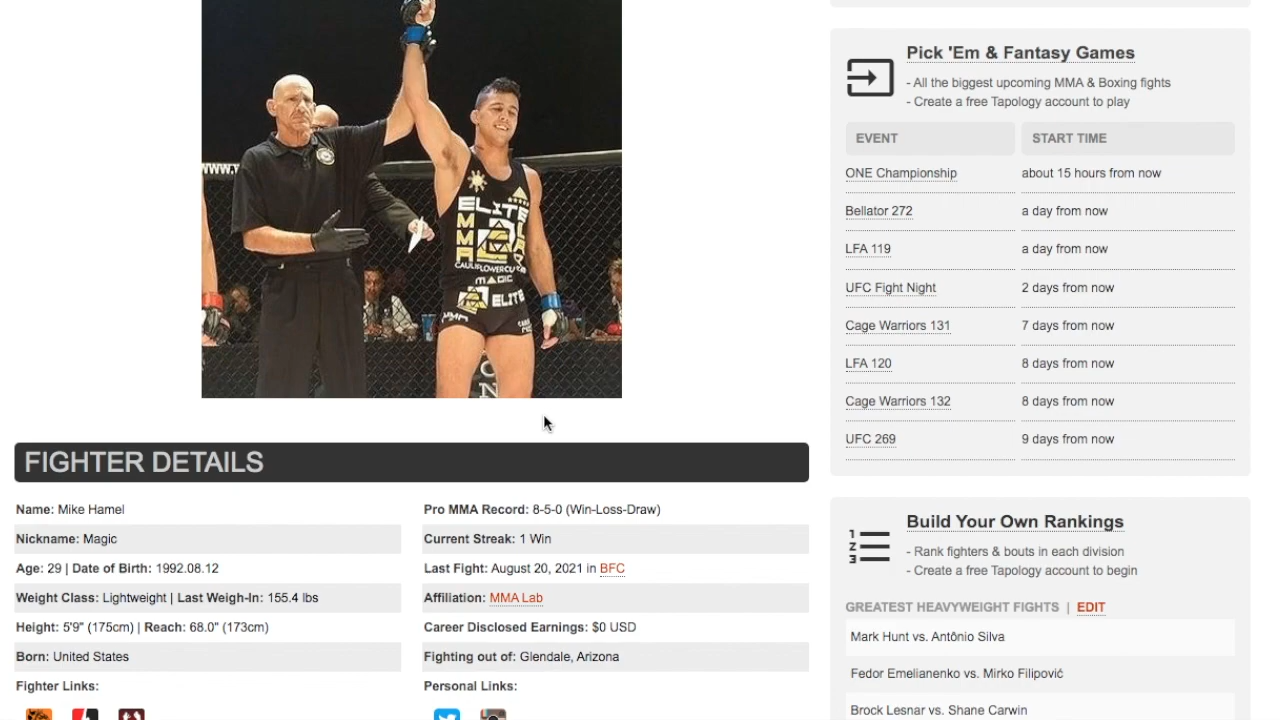 www.
ELITE
MMA
CAULIFLOWER
MAGIC
ELITE
FIGHTER DETAILS
Name: Mike Hamel
Nickname: Magic
Age: 29 | Date of Birth: 1992.08.12
Weight Class: Lightweight | Last Weigh-In: 155.4 lbs
Height: 5'9" (175cm) | Reach: 68.0" (173cm)
Born: United States
Fighter Links:
Pro MMA Record: 8-5-0 (Win-Loss-Draw)
Current Streak: 1 Win
Last Fight: August 20, 2021 in BFC
Affiliation: MMA Lab
Career Disclosed Earnings: $0 USD
Fighting out of: Glendale, Arizona
Personal Links:
Pick 'Em & Fantasy Games
- All the biggest upcoming MMA & Boxing fights
- Create a free Tapology account to play
EVENT START TIME
ONE Championship about 15 hours from now
Bellator 272 a day from now
LFA 119 a day from now
UFC Fight Night 2 days from now
Cage Warriors 131 7 days from now
LFA 120 8 days from now
Cage Warriors 132 8 days from now
UFC 269 9 days from now
Build Your Own Rankings
- Rank fighters & bouts in each division
- Create a free Tapology account to begin
GREATEST HEAVYWEIGHT FIGHTS | EDIT
Mark Hunt vs. Antônio Silva
Fedor Emelianenko vs. Mirko Filipović
Brock Lesnar vs. Shane Carwin